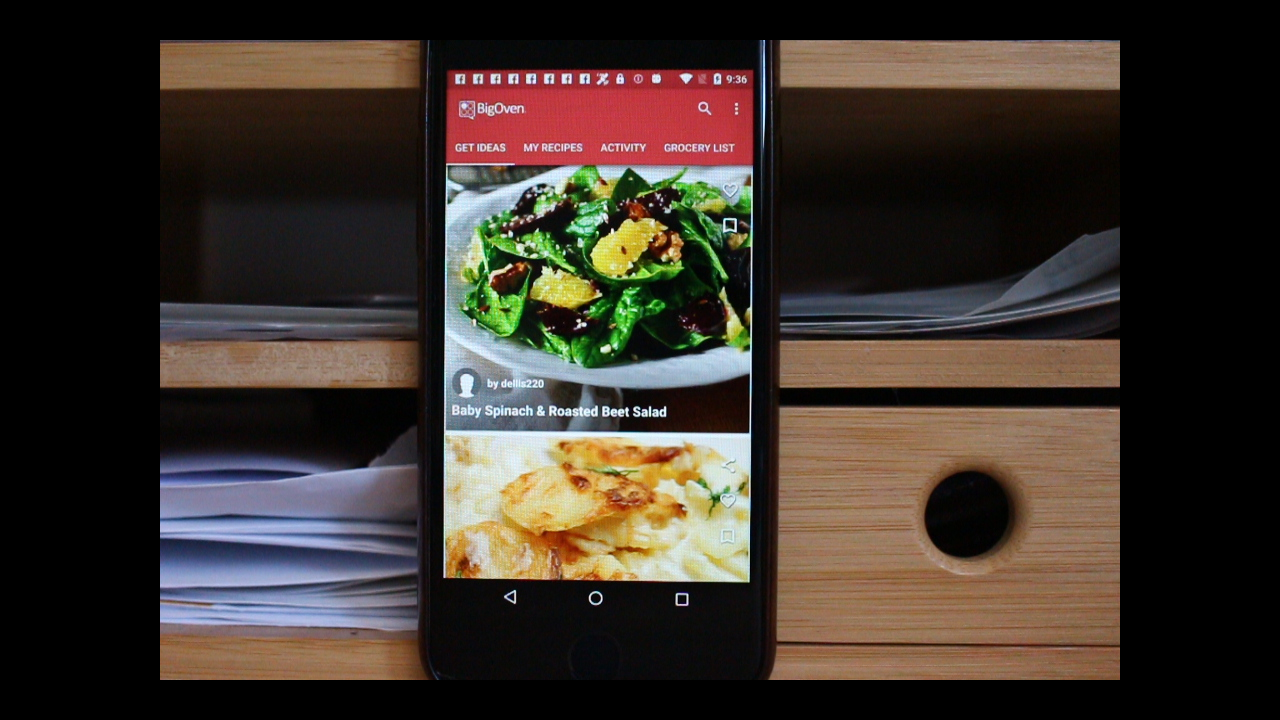 9:36
BigOven
GET IDEAS MY RECIPES ACTIVITY GROCERY LIST
by dellis220
Baby Spinach & Roasted Beet Salad